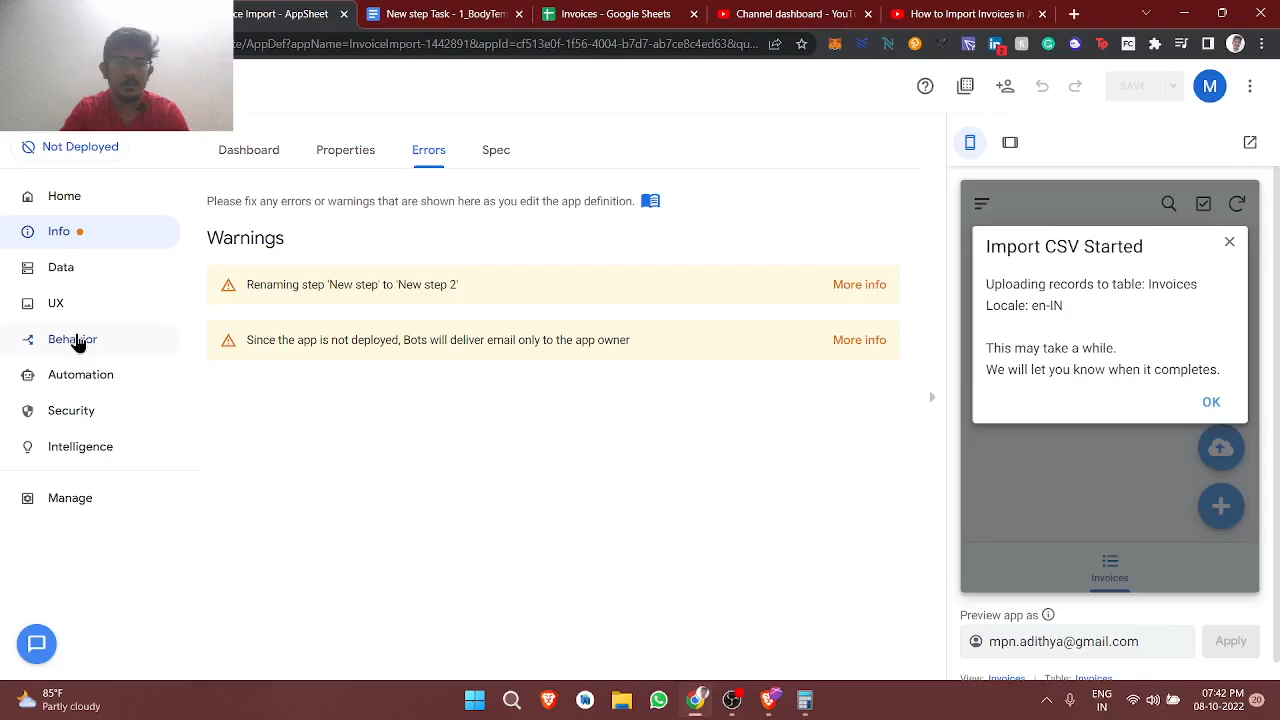 ce Import - AppSheet
New step Task - 1_BodyTem
Invoices - Google Sheets
Channel dashboard - YouTu
How to Import Invoices in A
te/AppDef?appName=InvoiceImport-1442891&appId=cf513e0f-1f56-4004-b7d7-ab7ce8c4ed63&qu...
SAVE
M
Not Deployed
Dashboard
Properties
Errors
Spec
Home
Info
Data
UX
Behavior
Automation
Security
Intelligence
Manage
Please fix any errors or warnings that are shown here as you edit the app definition.
Warnings
Renaming step 'New step' to 'New step 2'
More info
Since the app is not deployed, Bots will deliver email only to the app owner
More info
Import CSV Started
Uploading records to table: Invoices
Locale: en-IN
This may take a while.
We will let you know when it completes.
OK
Invoices
Preview app as
mpn.adithya@gmail.com
Apply
View: Invoices | Table: Invoices
85°F
Partly cloudy
ENG
IN
07:42 PM
08-10-2022
20